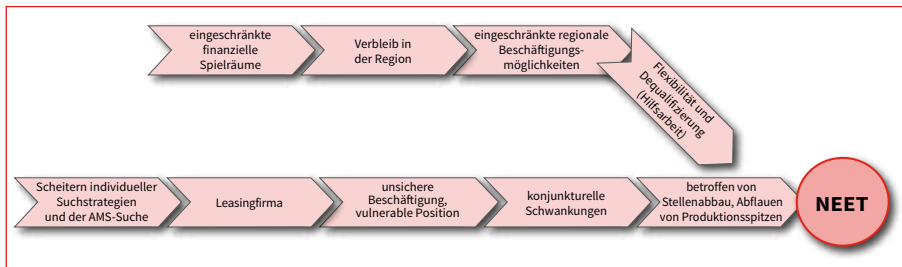 eingeschränkte
finanzielle
Spielräume
Verbleib in
der Region
eingeschränkte regionale
Beschäftigungs-
möglichkeiten
Flexibilität und
Dequalifizierung
(Hilfsarbeit)
Scheitern individueller
Suchstrategien
und der AMS-Suche
Leasingfirma
unsichere
Beschäftigung,
vulnerable Position
konjunkturelle
Schwankungen
betroffen von
Stellenabbau, Abflauen
von Produktionsspitzen
NEET